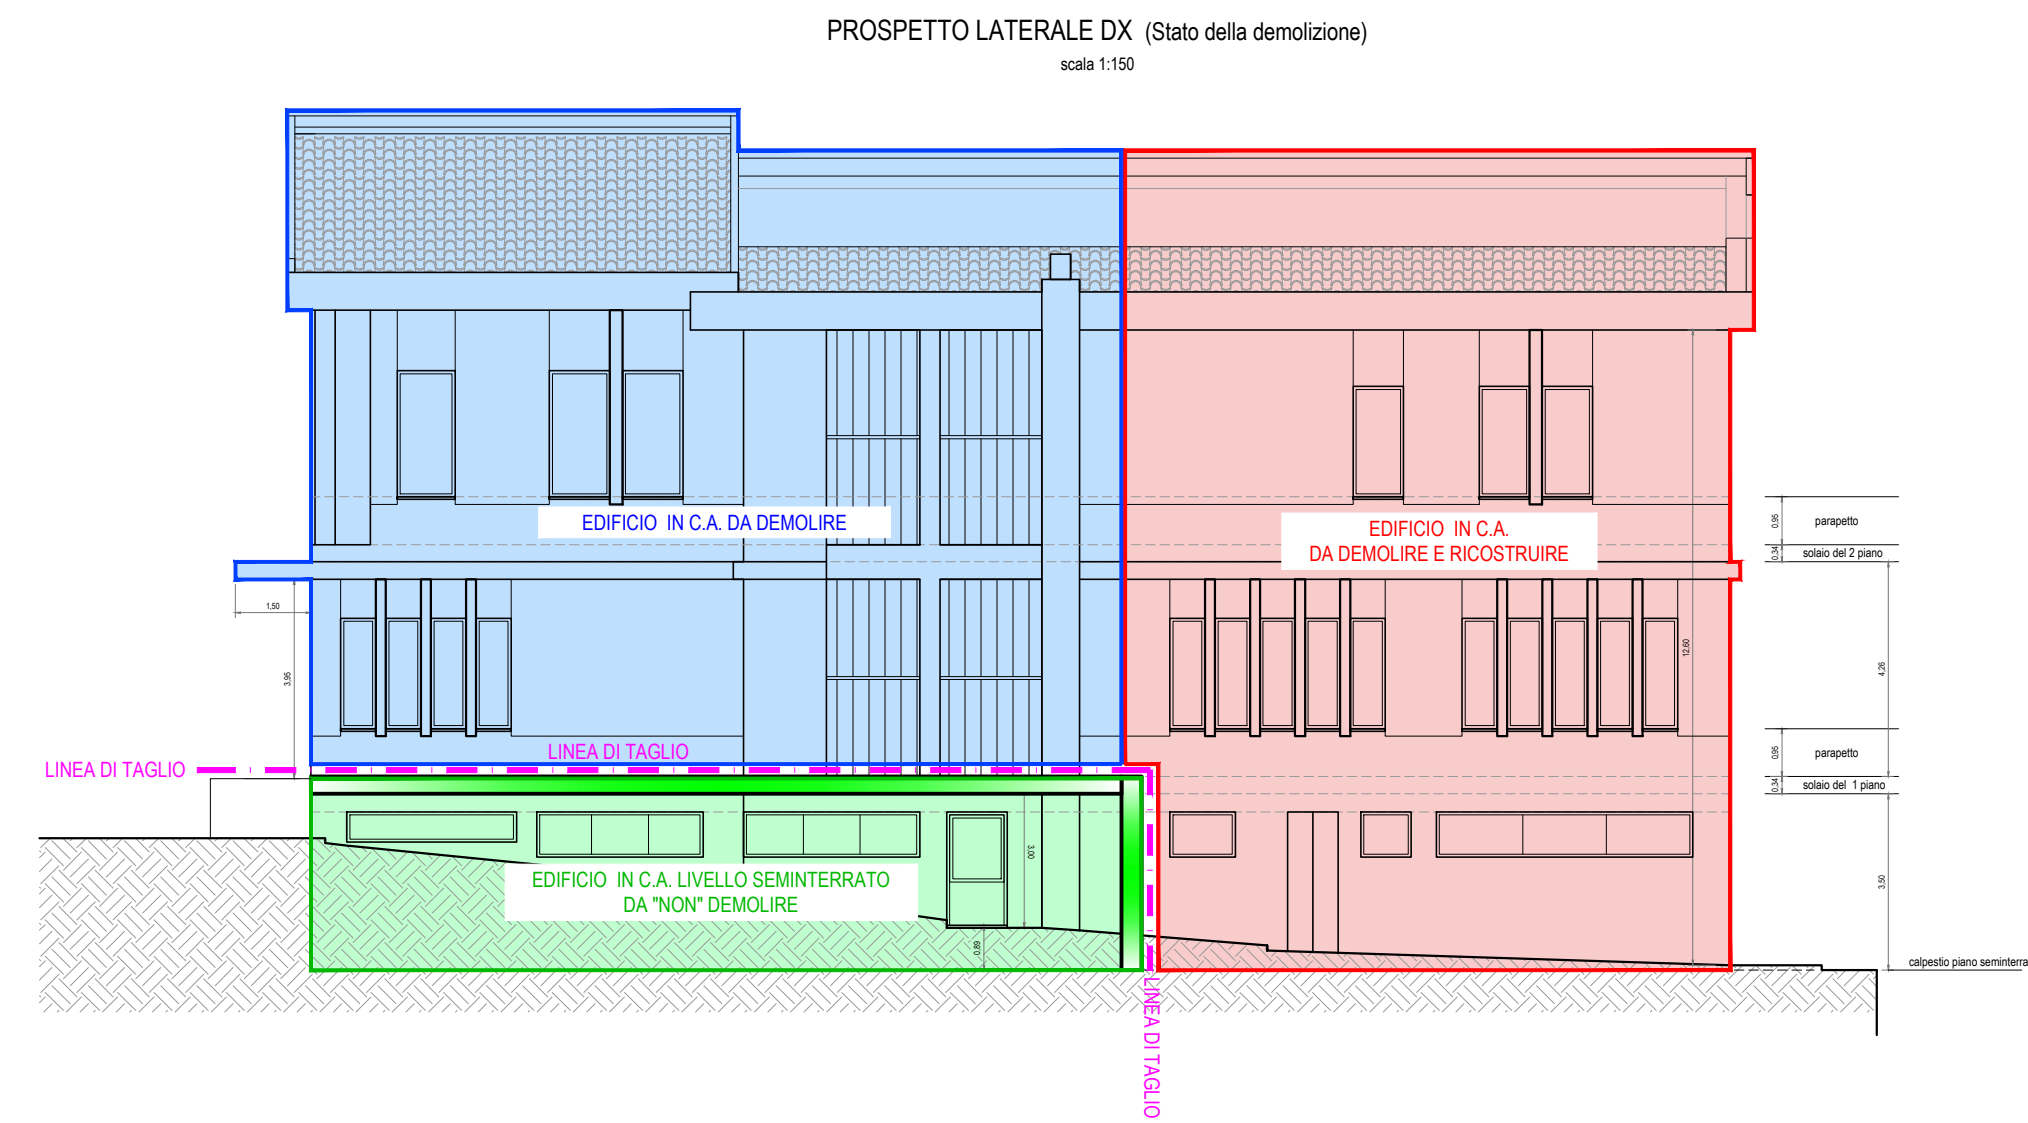 PROSPETTO LATERALE DX (Stato della demolizione)
scala 1:150
EDIFICIO IN C.A. DA DEMOLIRE
EDIFICIO IN C.A.
DA DEMOLIRE E RICOSTRUIRE
0,95
parapetto
0,34
solaio del 2 piano
1,50
3,95
12,60
4,26
LINEA DI TAGLIO
LINEA DI TAGLIO
0,95
parapetto
0,34
solaio del 1 piano
3,00
3,50
EDIFICIO IN C.A. LIVELLO SEMINTERRATO
DA "NON" DEMOLIRE
0,89
calpestio piano seminterra
LINEA DI TAGLIO